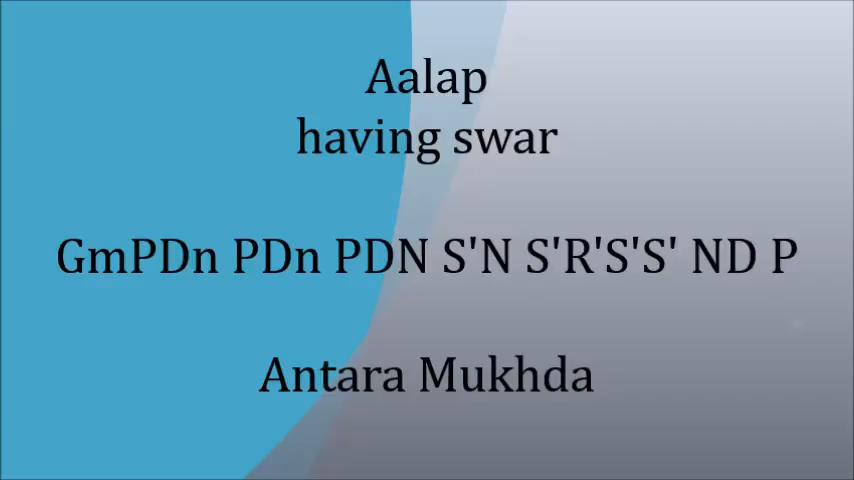 Aalap
having swar
GmPDn PDn PDN S'N S'R'S'S' ND P
Antara Mukhda